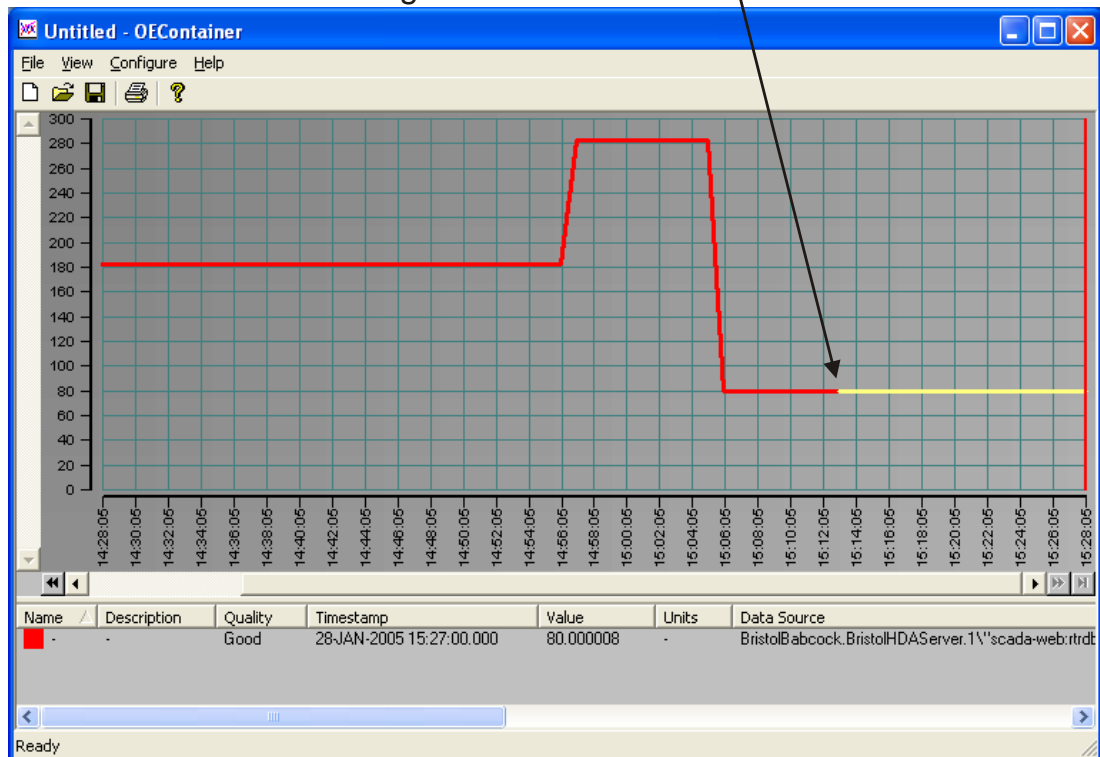 Untitled - OEContainer
File View Configure Help
300
280
260
240
220
200
180
160
140
120
100
80
60
40
20
0
14:28:05 14:30:05 14:32:05 14:34:05 14:36:05 14:38:05 14:40:05 14:42:05 14:44:05 14:46:05 14:48:05 14:50:05 14:52:05 14:54:05 14:56:05 14:58:05 15:00:05 15:02:05 15:04:05 15:06:05 15:08:05 15:10:05 15:12:05 15:14:05 15:16:05 15:18:05 15:20:05 15:22:05 15:24:05 15:26:05 15:28:05
Name Description Quality Timestamp Value Units Data Source
- - Good 28-JAN-2005 15:27:00.000 80.000008 - BristolBabcock.BristolHDAServer.1\"scada-web:rtrdb
Ready